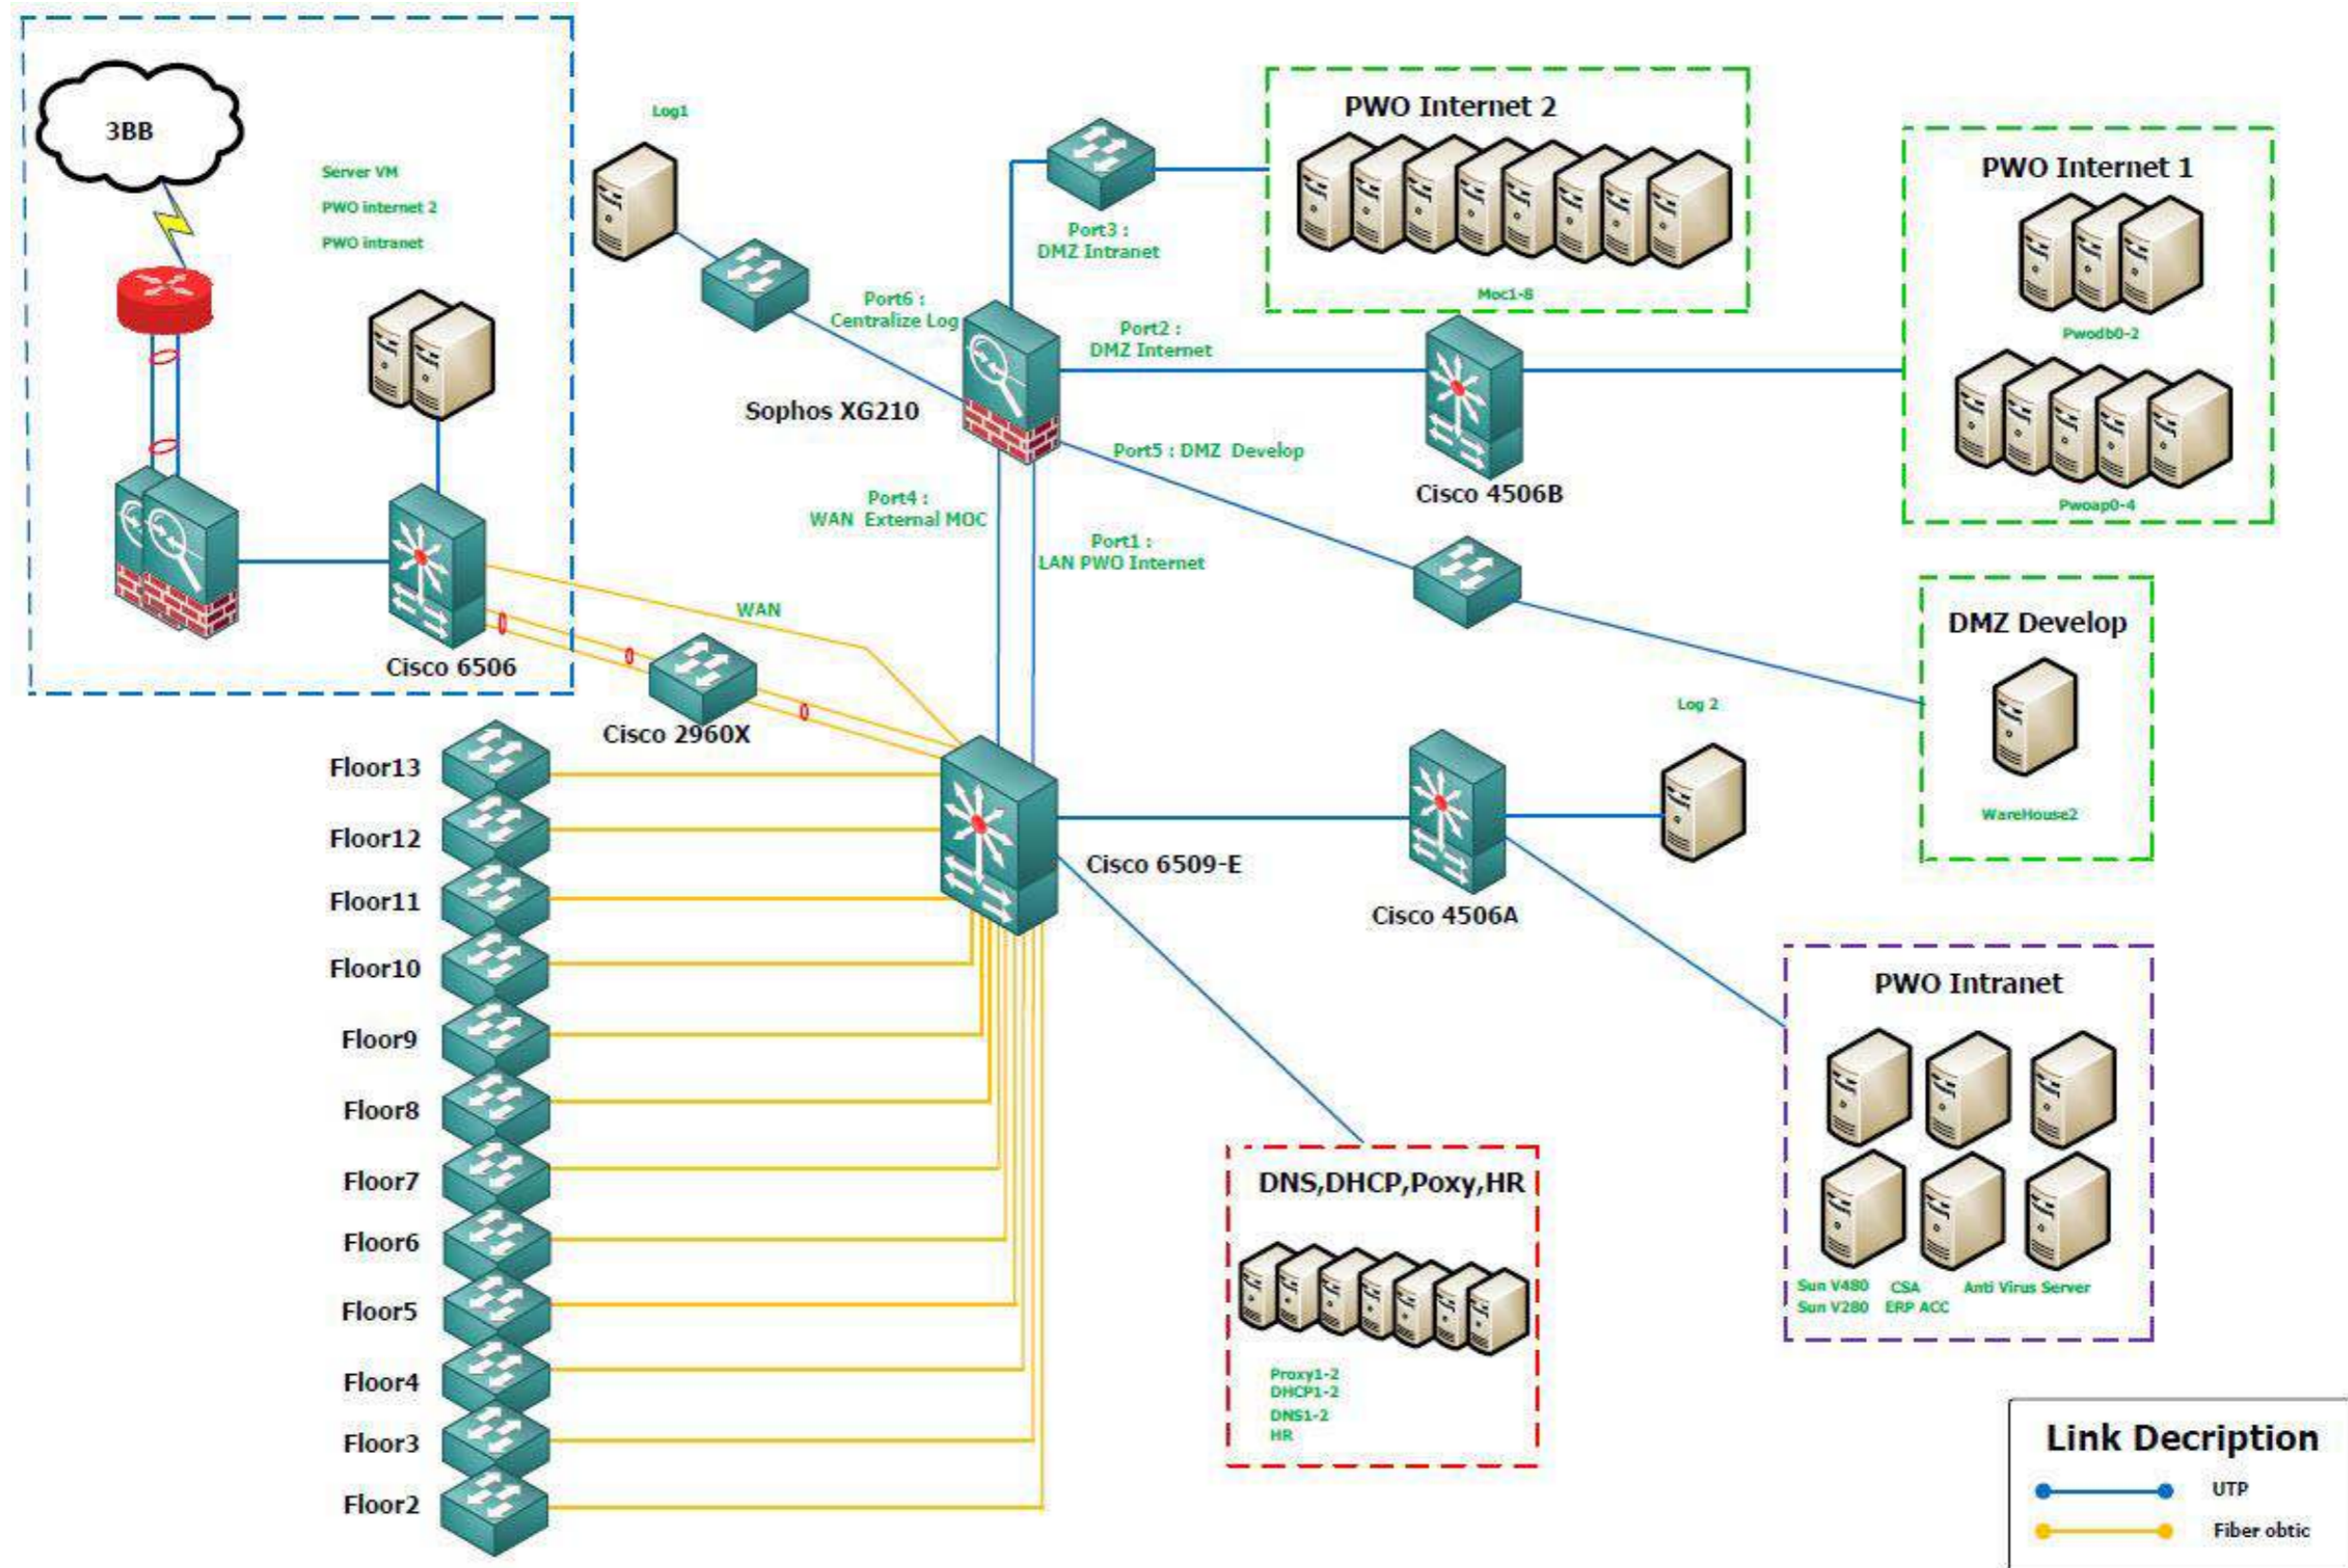 3BB
Server VM
PWO internet 2
PWO intranet
Cisco 6506
Log1
Port6 :
Centralize Log
Sophos XG210
Port3 :
DMZ Intranet
PWO Internet 2
Moc1-8
Port2 :
DMZ Internet
Cisco 4506B
PWO Internet 1
Pwodb0-2
Pwoap0-4
Port5 : DMZ Develop
Port4 :
WAN External MOC
Port1 :
LAN PWO Internet
WAN
Cisco 2960X
DMZ Develop
WareHouse2
Log 2
Cisco 6509-E
Cisco 4506A
Floor13
Floor12
Floor11
Floor10
Floor9
Floor8
Floor7
Floor6
Floor5
Floor4
Floor3
Floor2
PWO Intranet
Sun V480 CSA Anti Virus Server
Sun V280 ERP ACC
DNS,DHCP,Poxy,HR
Proxy1-2
DHCP1-2
DNS1-2
HR
Link Decription
UTP
Fiber obtic